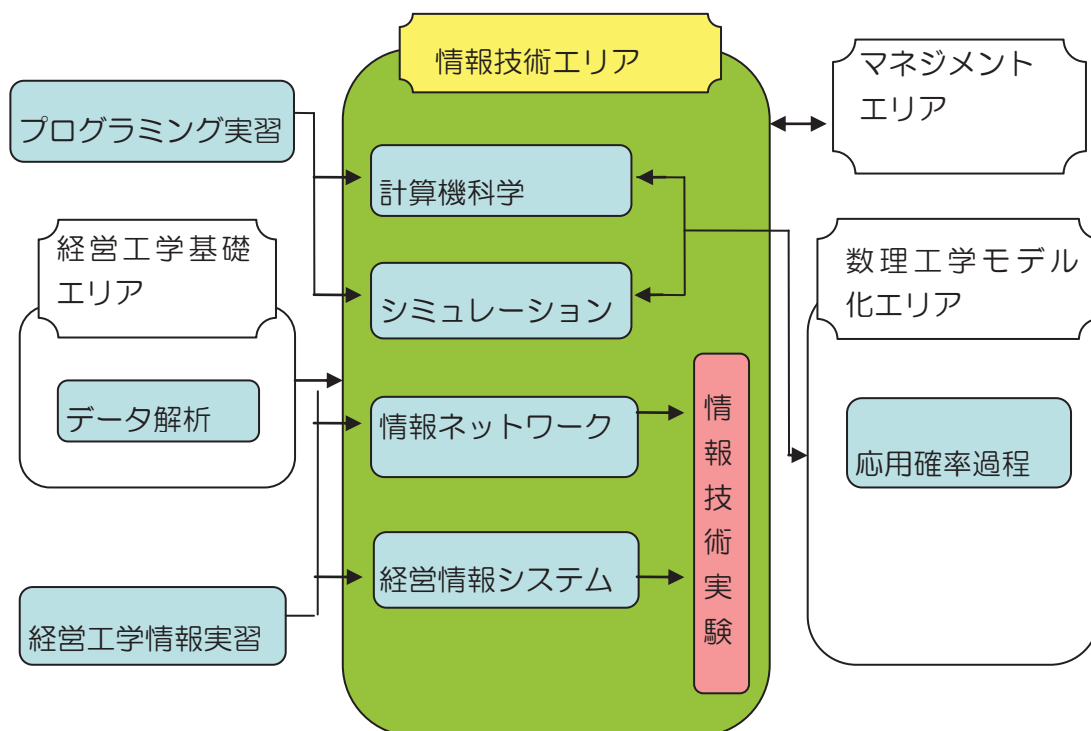 情報技術エリア
マネジメント
エリア
プログラミング実習
計算機科学
経営工学基礎
エリア
数理工学モデル
化エリア
シミュレーション
データ解析
情報ネットワーク
情報技術実験
応用確率過程
経営情報システム
経営工学情報実習